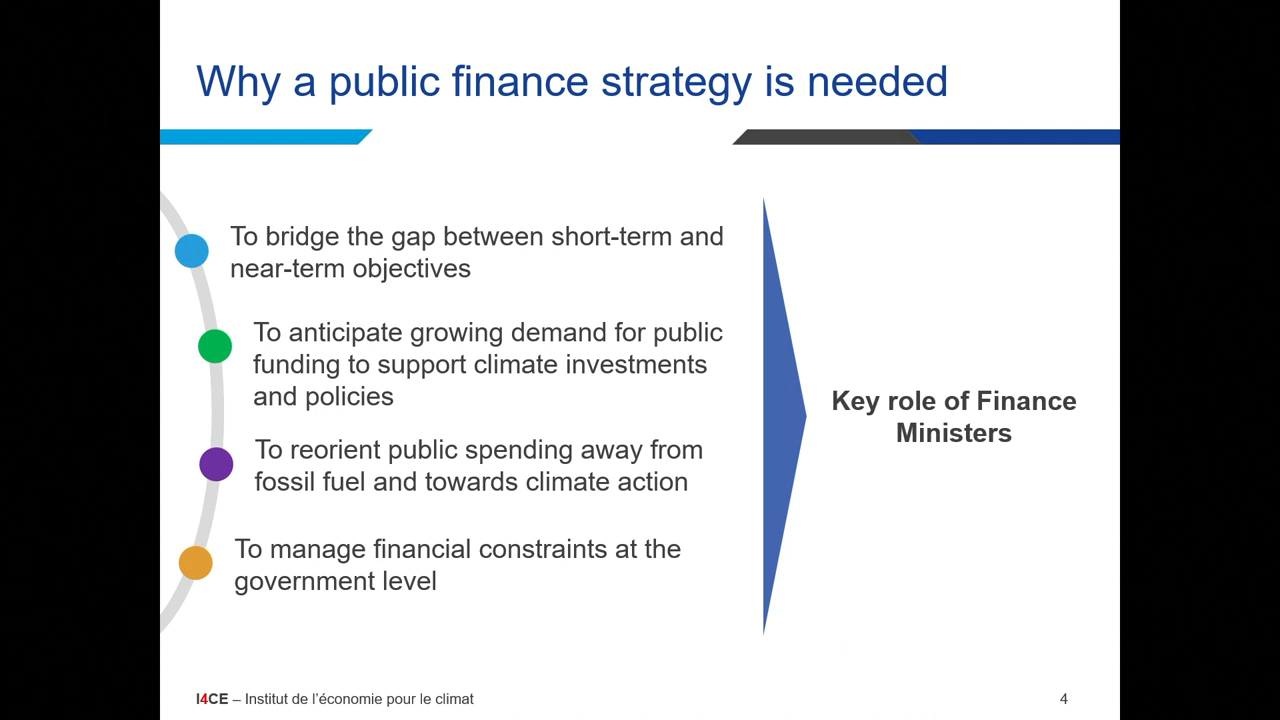 Why a public finance strategy is needed
To bridge the gap between short-term and
near-term objectives
To anticipate growing demand for public
funding to support climate investments
and policies
To reorient public spending away from
fossil fuel and towards climate action
To manage financial constraints at the
government level
Key role of Finance
Ministers
I4CE – Institut de l’économie pour le climat
4